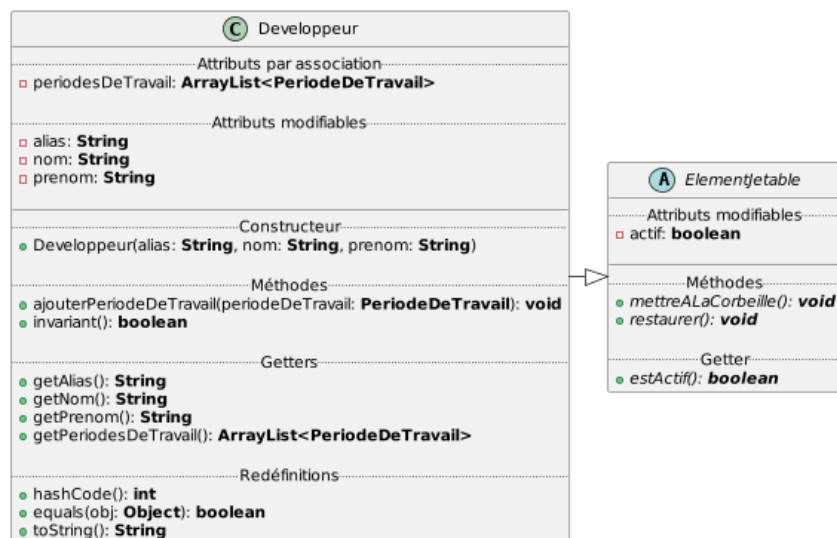 C Developpeur
Attributs par association
periodesDeTravail: ArrayList<PeriodeDeTravail>
Attributs modifiables
alias: String
nom: String
prenom: String
Constructeur
Developpeur(alias: String, nom: String, prenom: String)
Méthodes
ajouterPeriodeDeTravail(periodeDeTravail: PeriodeDeTravail): void
invariant(): boolean
Getters
getAlias(): String
getNom(): String
getPrenom(): String
getPeriodesDeTravail(): ArrayList<PeriodeDeTravail>
Redéfinitions
hashCode(): int
equals(obj: Object): boolean
toString(): String
A ElementJetable
Attributs modifiables
actif: boolean
Méthodes
mettreALaCorbeille(): void
restaurer(): void
Getter
estActif(): boolean